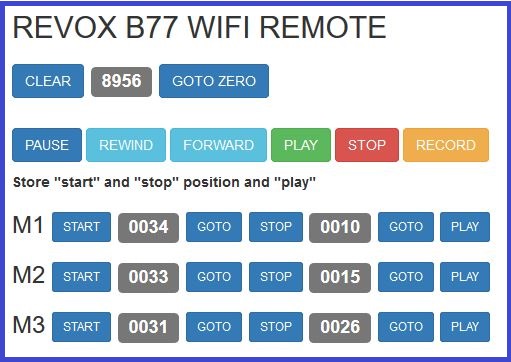 REVOX B77 WIFI REMOTE
CLEAR 8956 GOTO ZERO
PAUSE REWIND FORWARD PLAY STOP RECORD
Store "start" and "stop" position and "play"
M1 START 0034 GOTO STOP 0010 GOTO PLAY
M2 START 0033 GOTO STOP 0015 GOTO PLAY
M3 START 0031 GOTO STOP 0026 GOTO PLAY